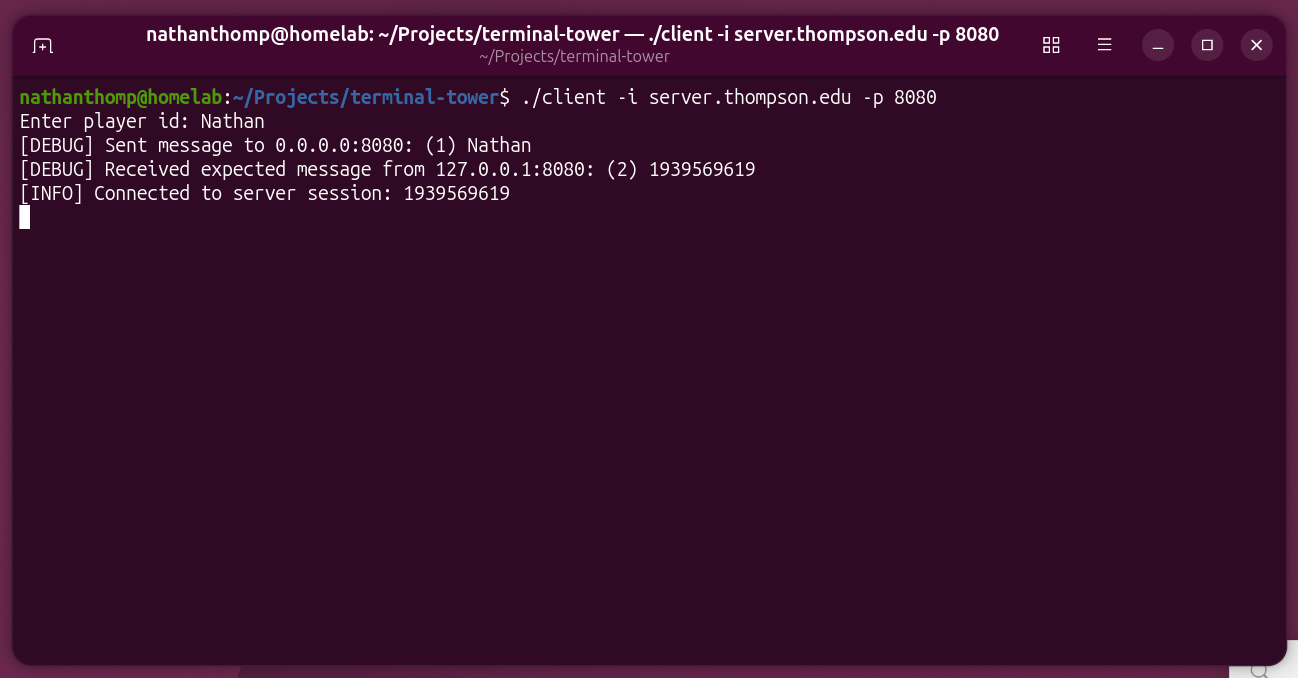 nathanthomp@homelab: ~/Projects/terminal-tower — ./client -i server.thompson.edu -p 8080
~/Projects/terminal-tower
nathanthomp@homelab:~/Projects/terminal-tower$ ./client -i server.thompson.edu -p 8080
Enter player id: Nathan
[DEBUG] Sent message to 0.0.0.0:8080: (1) Nathan
[DEBUG] Received expected message from 127.0.0.1:8080: (2) 1939569619
[INFO] Connected to server session: 1939569619